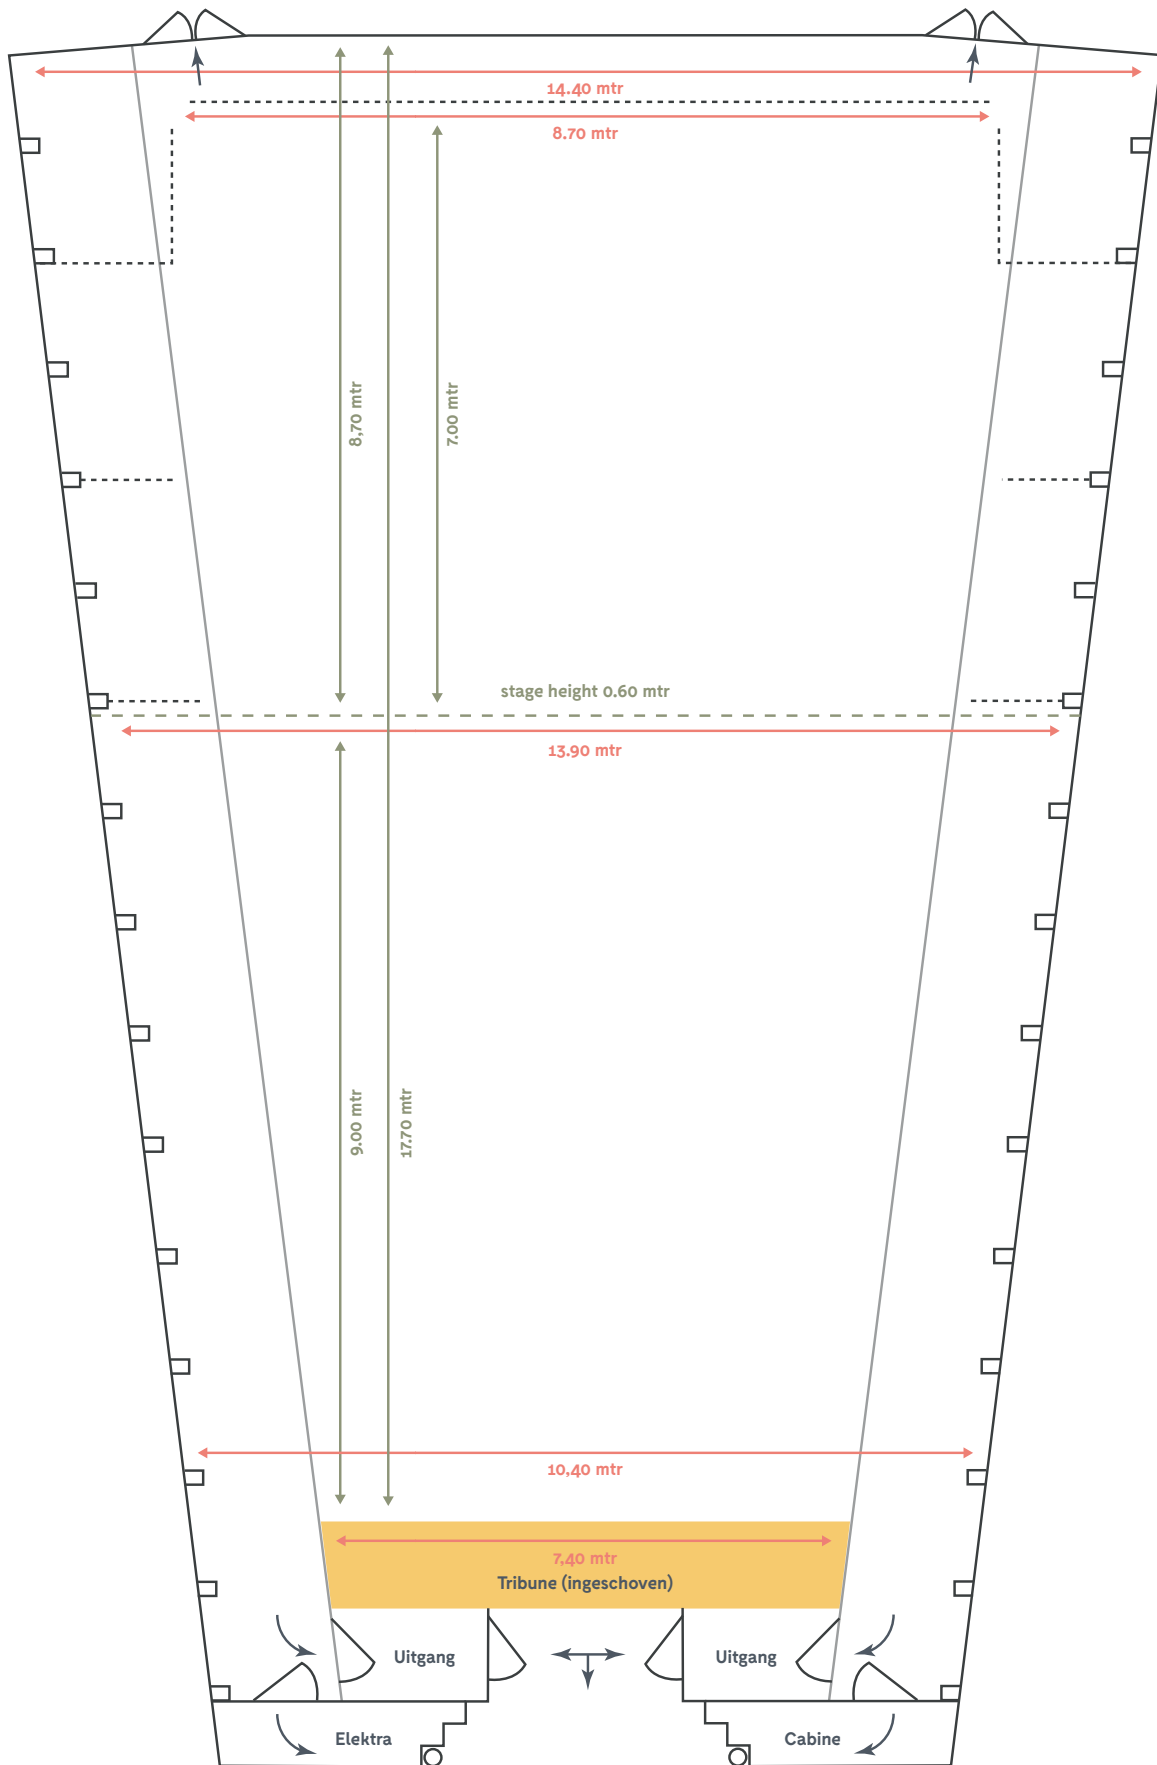 14.40 mtr
8.70 mtr
8,70 mtr
7.00 mtr
stage height 0.60 mtr
13.90 mtr
9.00 mtr
17.70 mtr
10,40 mtr
7,40 mtr
Tribune (ingeschoven)
Uitgang
Uitgang
Elektra
Cabine